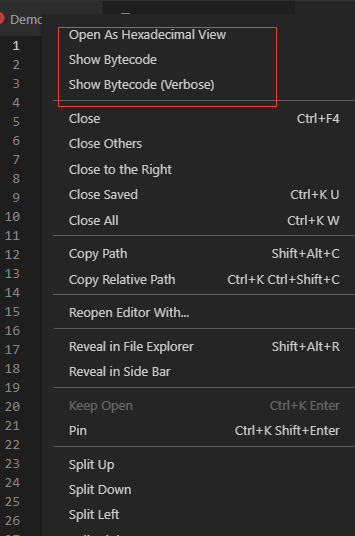 Demo
Open As Hexadecimal View
Show Bytecode
Show Bytecode (Verbose)
Close Ctrl+F4
Close Others
Close to the Right
Close Saved Ctrl+K U
Close All Ctrl+K W
Copy Path Shift+Alt+C
Copy Relative Path Ctrl+K Ctrl+Shift+C
Reopen Editor With...
Reveal in File Explorer Shift+Alt+R
Reveal in Side Bar
Keep Open Ctrl+K Enter
Pin Ctrl+K Shift+Enter
Split Up
Split Down
Split Left
1
2
3
4
5
6
7
8
9
10
11
12
13
14
15
16
17
18
19
20
21
22
23
24
25
26